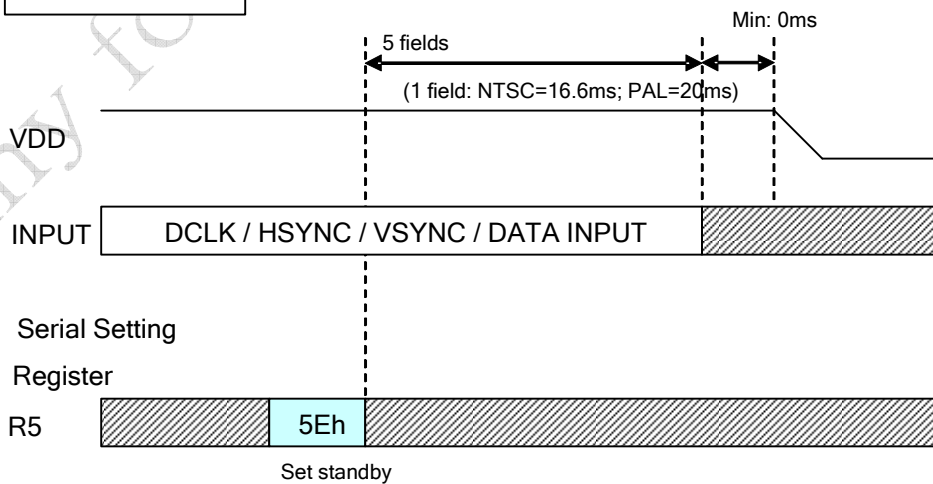 Min: 0ms
5 fields
(1 field: NTSC=16.6ms; PAL=20ms)
VDD
INPUT DCLK / HSYNC / VSYNC / DATA INPUT
Serial Setting
Register
R5 5Eh
Set standby